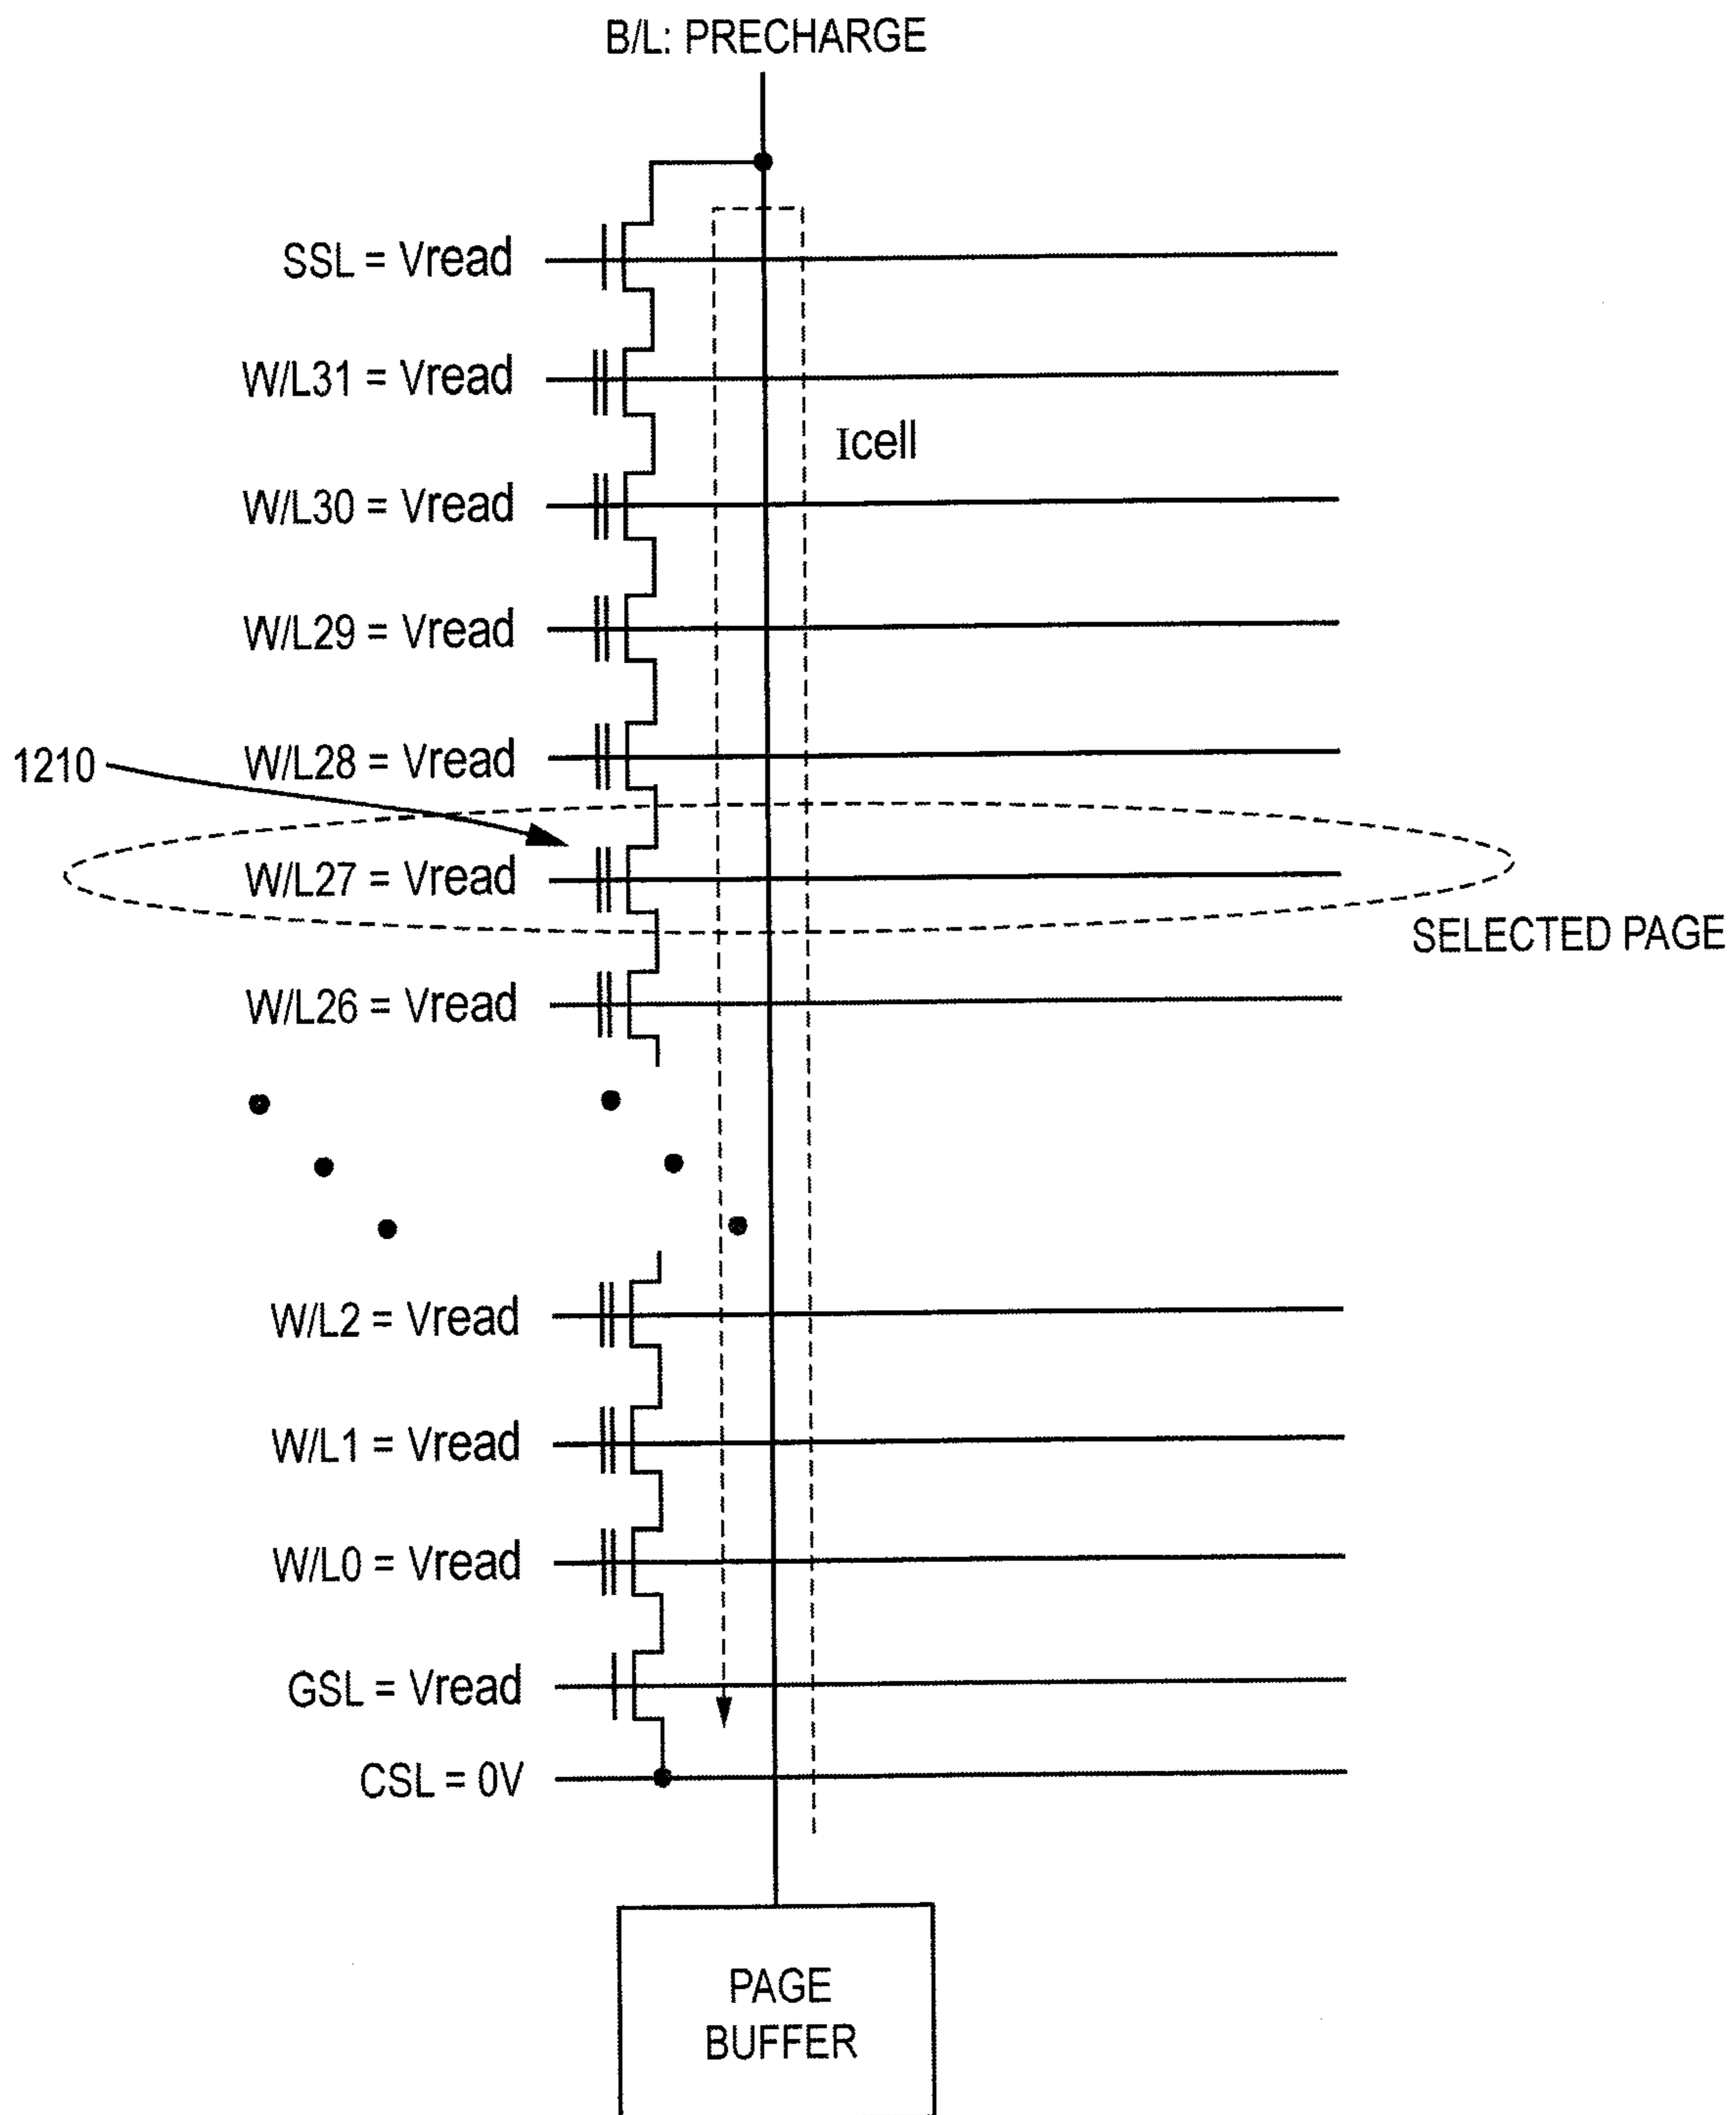 B/L: PRECHARGE
SSL = Vread
W/L31 = Vread
Icell
W/L30 = Vread
W/L29 = Vread
W/L28 = Vread
1210
W/L27 = Vread
SELECTED PAGE
W/L26 = Vread
W/L2 = Vread
W/L1 = Vread
W/L0 = Vread
GSL = Vread
CSL = 0V
PAGE
BUFFER